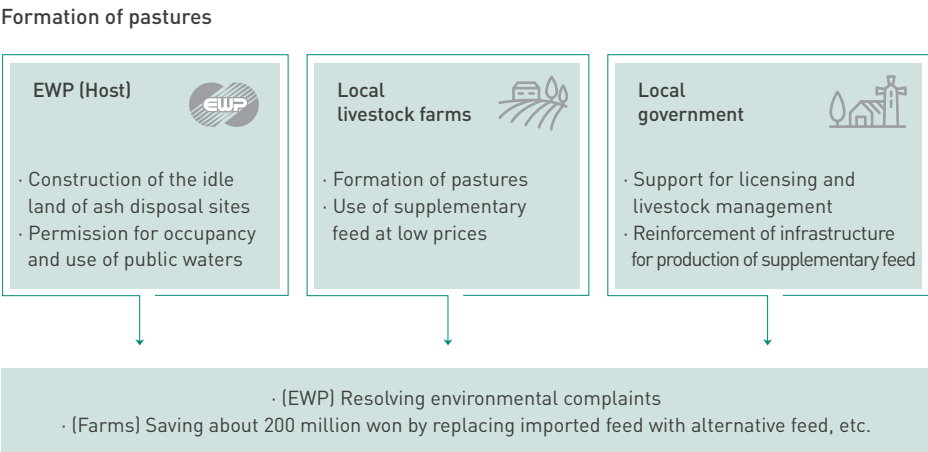 Formation of pastures
EWP (Host)
EWP
· Construction of the idle
land of ash disposal sites
· Permission for occupancy
and use of public waters
Local
livestock farms
· Formation of pastures
· Use of supplementary
feed at low prices
Local
government
· Support for licensing and
livestock management
· Reinforcement of infrastructure
for production of supplementary feed
· (EWP) Resolving environmental complaints
· (Farms) Saving about 200 million won by replacing imported feed with alternative feed, etc.